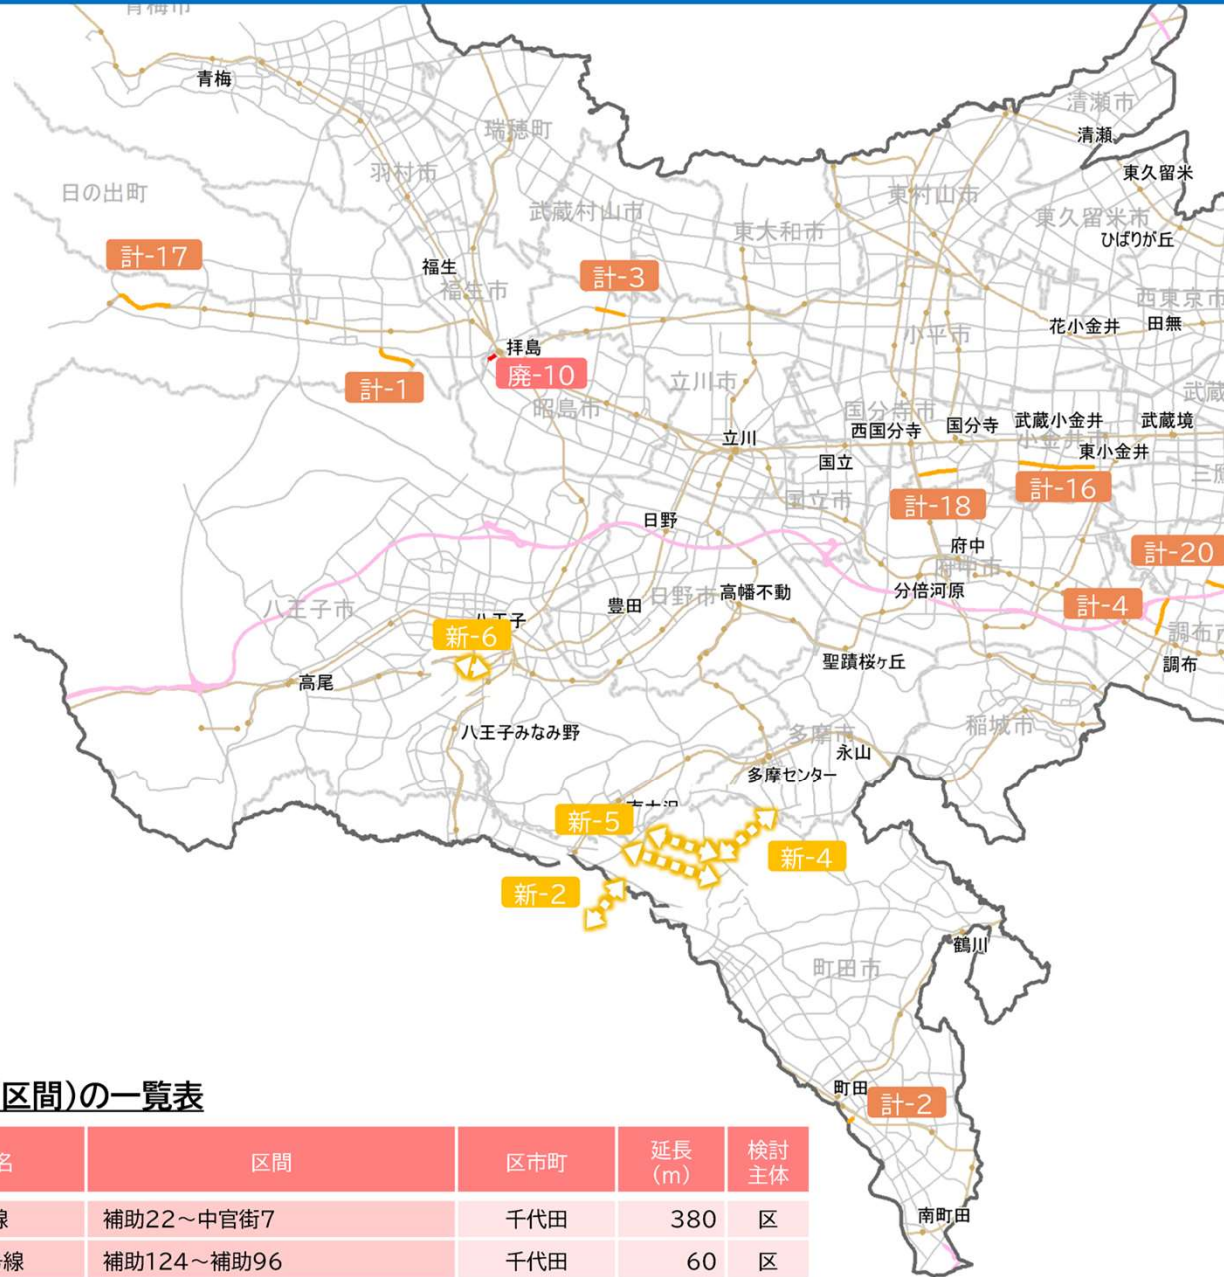 青梅市
青梅
瑞穂町
清瀬市
清瀬
羽村市
東久留米
日の出町
武蔵村山市
東村山市
東久留米市
東大和市
ひばりが丘
計-17
福生
計-3
福生市
西東京市
花小金井
田無
小平市
拝島
廃-10
計-1
立川市
昭島市
国分寺市
武蔵
西国分寺
国分寺
武蔵小金井
武蔵境
小金井市
東小金井
立川
国立
計-16
国立市
計-18
日野
府中
府中市
計-20
八王子市
豊田
日野市
高幡不動
分倍河原
計-4
八王子
新-6
調布市
聖蹟桜ヶ丘
調布
高尾
八王子みなみ野
多摩市
稲城市
永山
多摩センター
新-5
新-4
新-2
鶴川
町田市
町田
計-2
南町田
区間)の一覧表
名 区間 区市町 延長(m) 検討主体
線 補助22～中官街7 千代田 380 区
線 補助124～補助96 千代田 60 区